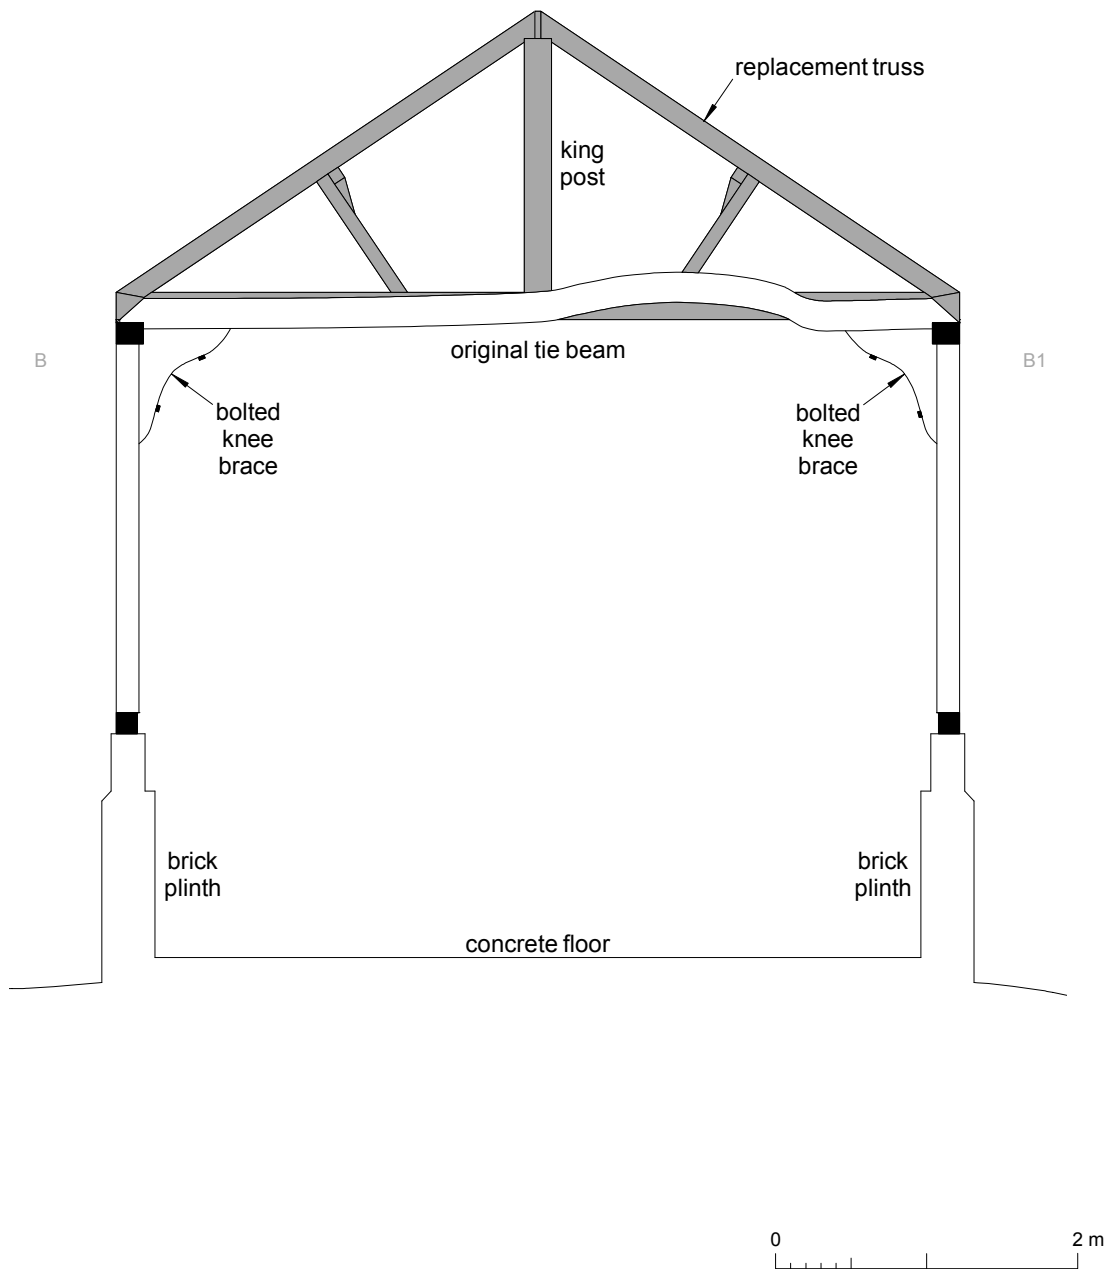 replacement truss
king
post
original tie beam
B
B1
bolted
knee
brace
bolted
knee
brace
brick
plinth
brick
plinth
concrete floor
0
2 m